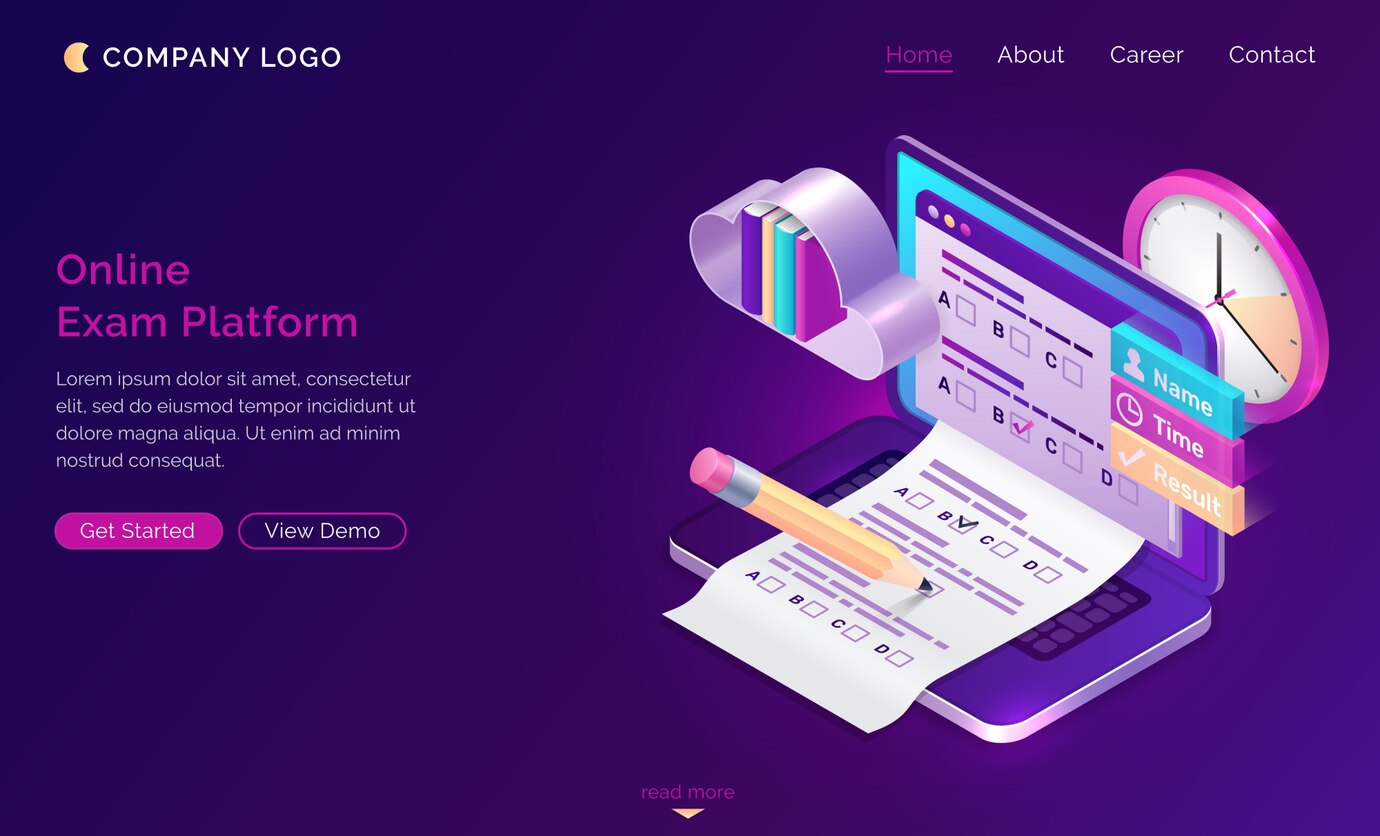 COMPANY LOGO
Home About Career Contact
Online
Exam Platform
Lorem ipsum dolor sit amet, consectetur
elit, sed do eiusmod tempor incididunt ut
dolore magna aliqua. Ut enim ad minim
nostrud consequat.
Get Started View Demo
A B C
A B C D
Name
Time
Result
A B C D
A B C D
read more